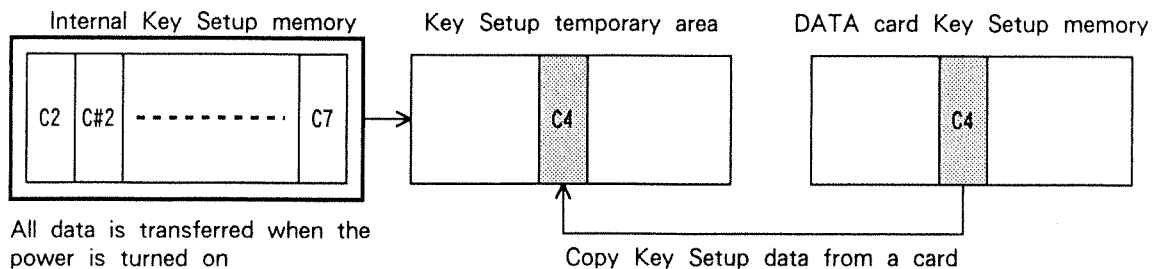 Internal Key Setup memory
Key Setup temporary area
DATA card Key Setup memory
C2
C#2
C7
C4
C4
All data is transferred when the
power is turned on
Copy Key Setup data from a card